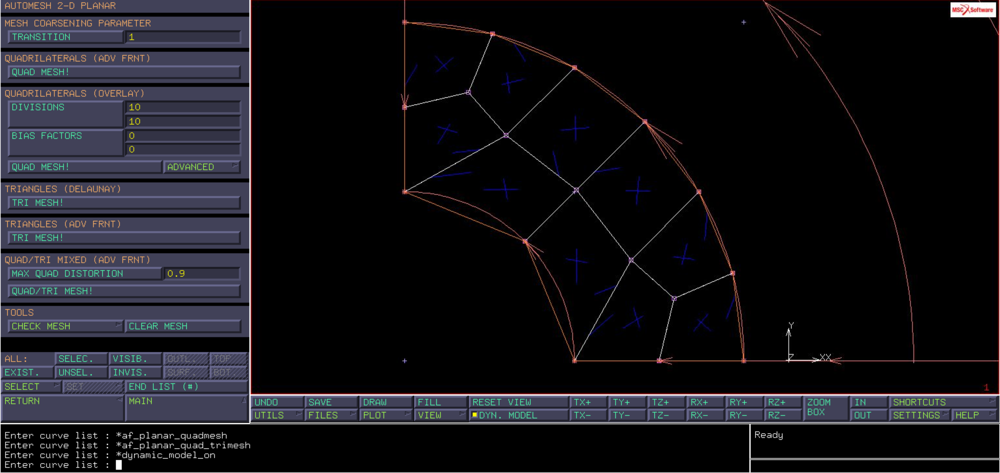 AUTOMESH 2-D PLANAR
MESH COARSENING PARAMETER
TRANSITION 1
QUADRILATERALS (ADV FRNT)
QUAD MESH!
QUADRILATERALS (OVERLAY)
DIVISIONS 10
10
BIAS FACTORS 0
0
QUAD MESH! ADVANCED
TRIANGLES (DELAUNAY)
TRI MESH!
TRIANGLES (ADV FRNT)
TRI MESH!
QUAD/TRI MIXED (ADV FRNT)
MAX QUAD DISTORTION 0.9
QUAD/TRI MESH!
TOOLS
CHECK MESH CLEAR MESH
ALL: SELEC. VISIB. OUTL. TOP
EXIST. UNSEL. INVIS. SURF. BOT.
SELECT SET END LIST (#)
RETURN MAIN
MSC Software
Y
Z XX
1
UNDO SAVE DRAW FILL RESET VIEW TX+ TY+ TZ+ RX+ RY+ RZ+ ZOOM IN SHORTCUTS
UTILS FILES PLOT VIEW DYN. MODEL TX- TY- TZ- RX- RY- RZ- BOX OUT SETTINGS HELP
Enter curve list : *af_planar_quadmesh
Enter curve list : *af_planar_quad_trimesh
Enter curve list : *dynamic_model_on
Enter curve list :
Ready